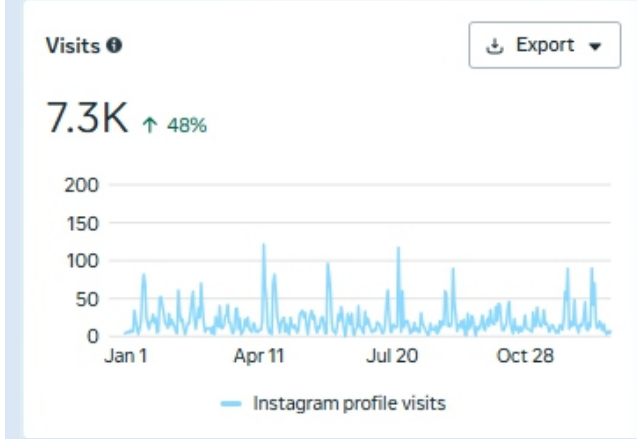 Visits
Export
7.3K ↑ 48%
200
150
100
50
0
Jan 1 Apr 11 Jul 20 Oct 28
Instagram profile visits